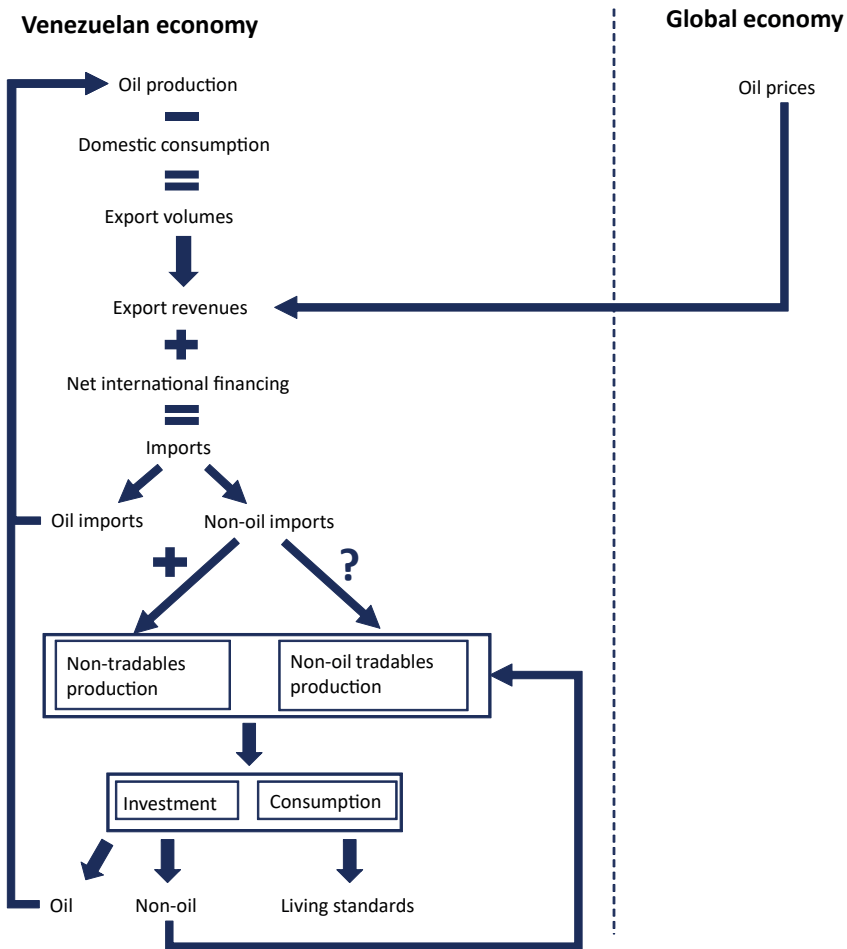 Venezuelan economy
Global economy
Oil production
Oil prices
Domestic consumption
Export volumes
Export revenues
Net international financing
Imports
Oil imports
Non-oil imports
?
Non-tradables
production
Non-oil tradables
production
Investment
Consumption
Oil
Non-oil
Living standards